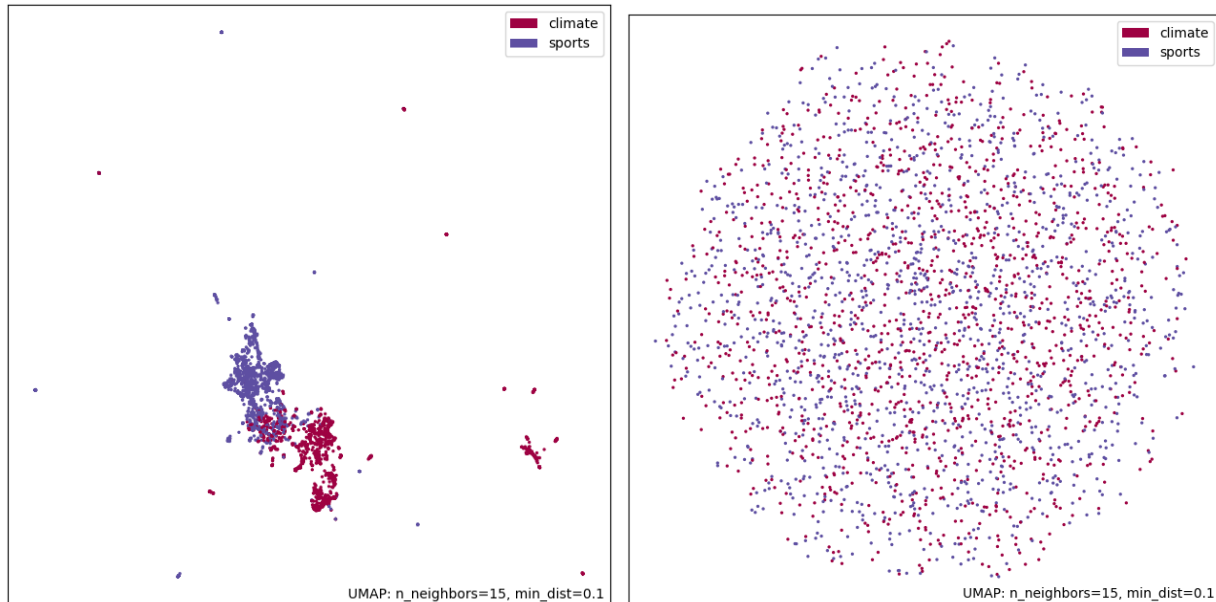 climate
sports
UMAP: n_neighbors=15, min_dist=0.1
climate
sports
UMAP: n_neighbors=15, min_dist=0.1